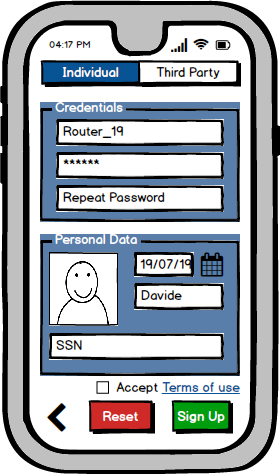 04:17 PM
Individual Third Party
Credentials
Router_19
******
Repeat Password
Personal Data
19/07/19
Davide
SSN
Accept Terms of use
Reset Sign Up